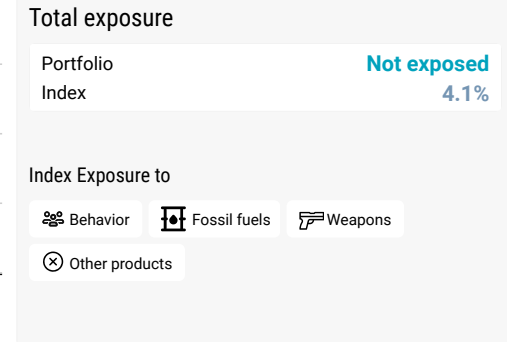 Total exposure
Portfolio Not exposed
Index 4.1%
Index Exposure to
Behavior Fossil fuels Weapons
Other products